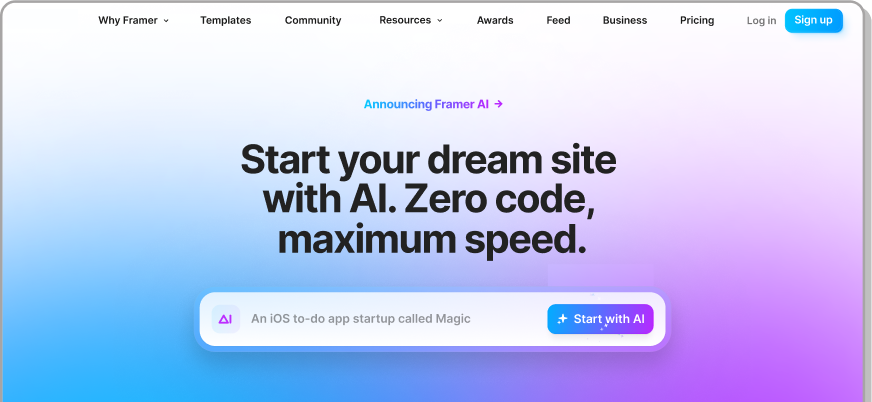 Why Framer
Templates
Community
Resources
Awards
Feed
Business
Pricing
Log in
Sign up
Announcing Framer AI →
Start your dream site
with AI. Zero code,
maximum speed.
AI
An iOS to-do app startup called Magic
Start with AI